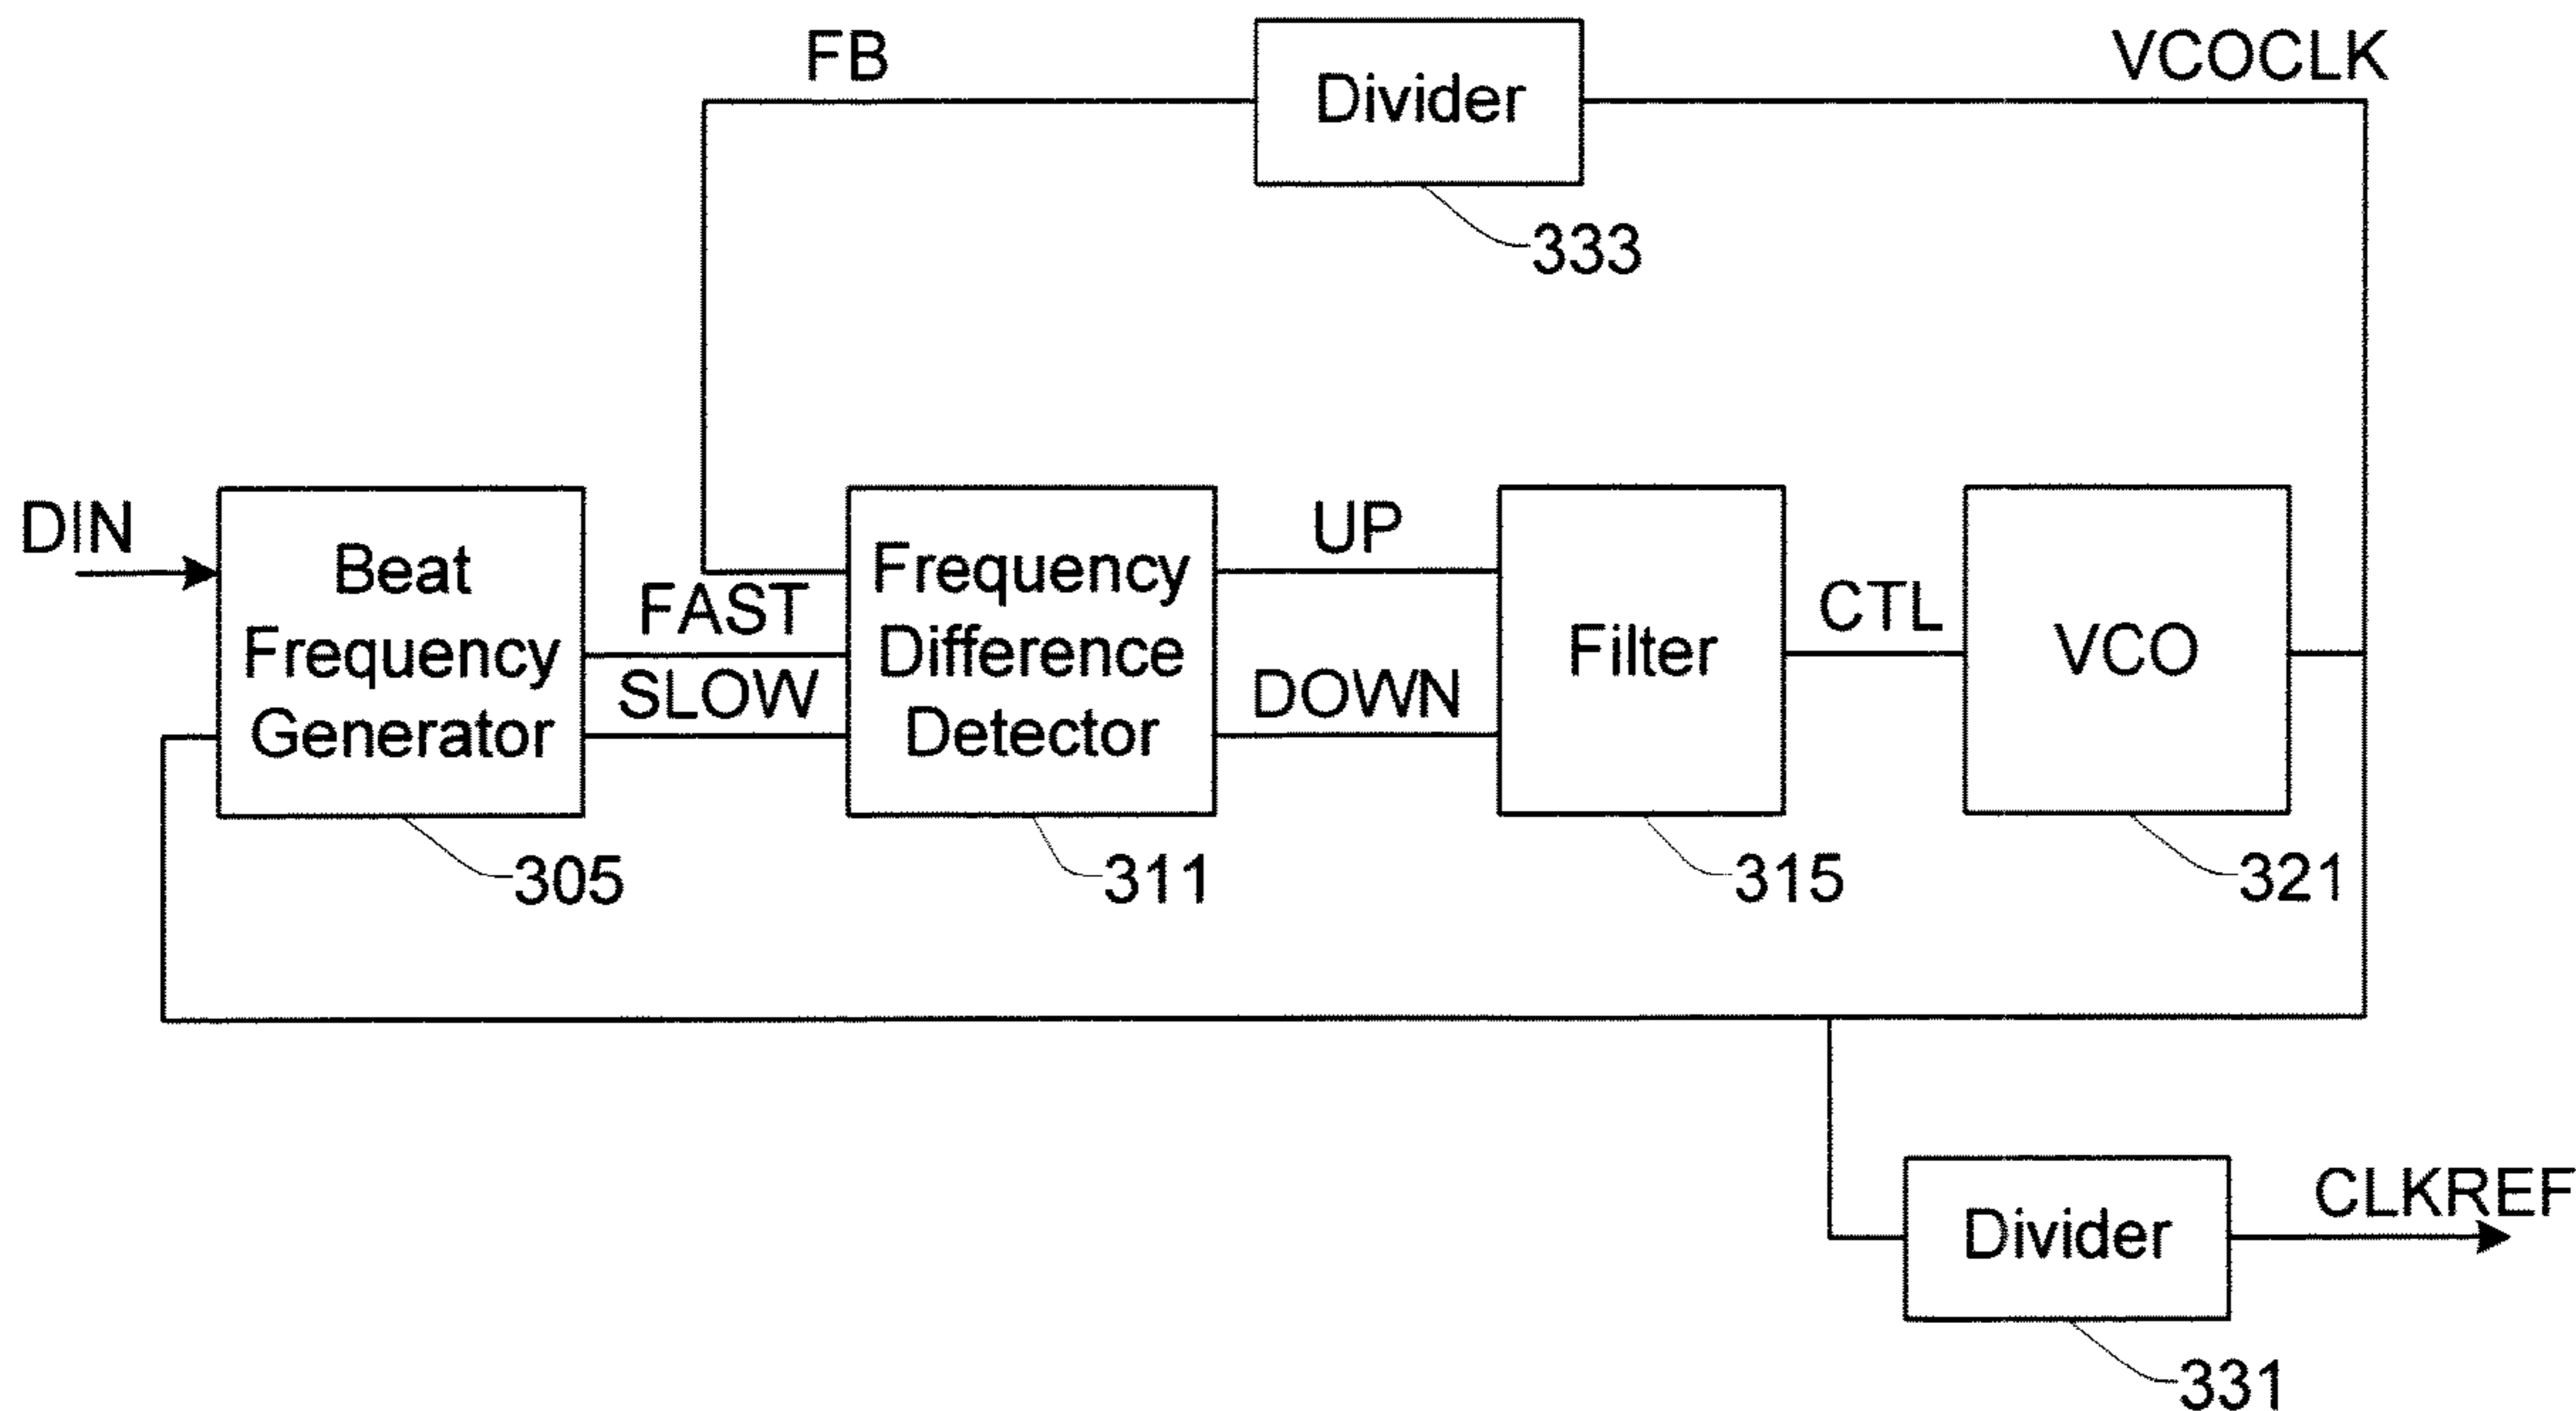 FB
Divider
VCOCLK
333
DIN
Beat
Frequency
Generator
305
FAST
SLOW
Frequency
Difference
Detector
311
UP
DOWN
Filter
315
CTL
VCO
321
Divider
CLKREF
331